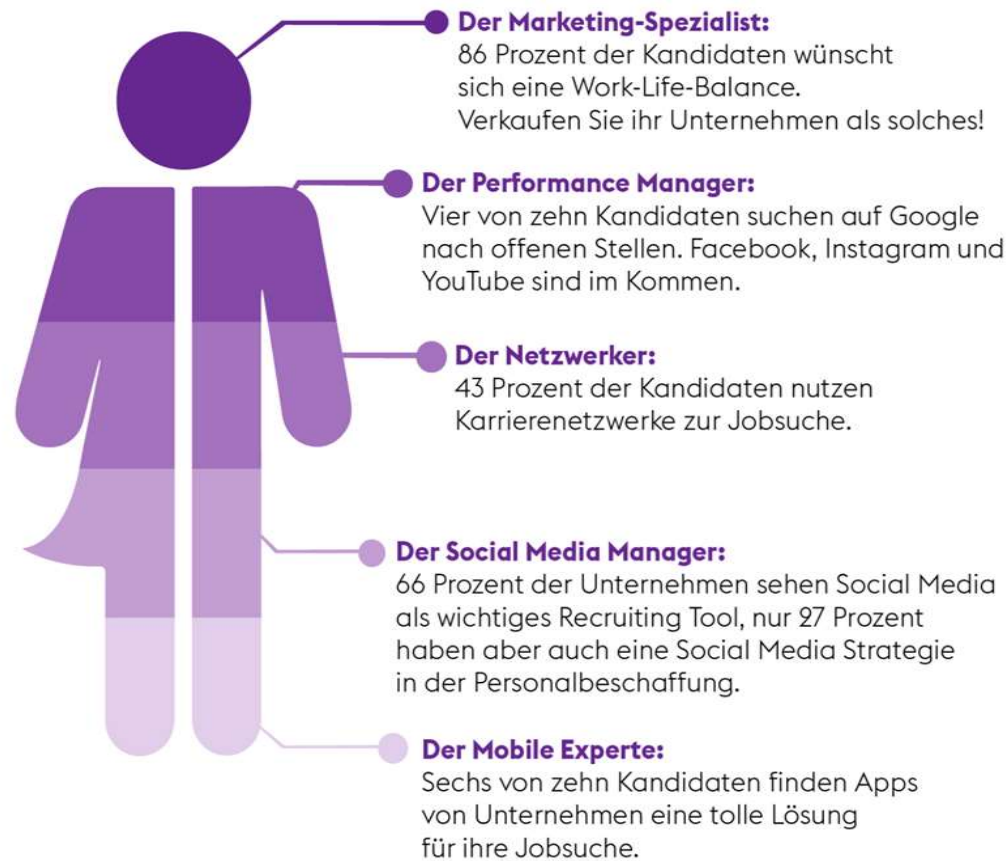 Der Marketing-Spezialist:
86 Prozent der Kandidaten wünscht
sich eine Work-Life-Balance.
Verkaufen Sie ihr Unternehmen als solches!
Der Performance Manager:
Vier von zehn Kandidaten suchen auf Google
nach offenen Stellen. Facebook, Instagram und
YouTube sind im Kommen.
Der Netzwerker:
43 Prozent der Kandidaten nutzen
Karrierenetzwerke zur Jobsuche.
Der Social Media Manager:
66 Prozent der Unternehmen sehen Social Media
als wichtiges Recruiting Tool, nur 27 Prozent
haben aber auch eine Social Media Strategie
in der Personalbeschaffung.
Der Mobile Experte:
Sechs von zehn Kandidaten finden Apps
von Unternehmen eine tolle Lösung
für ihre Jobsuche.